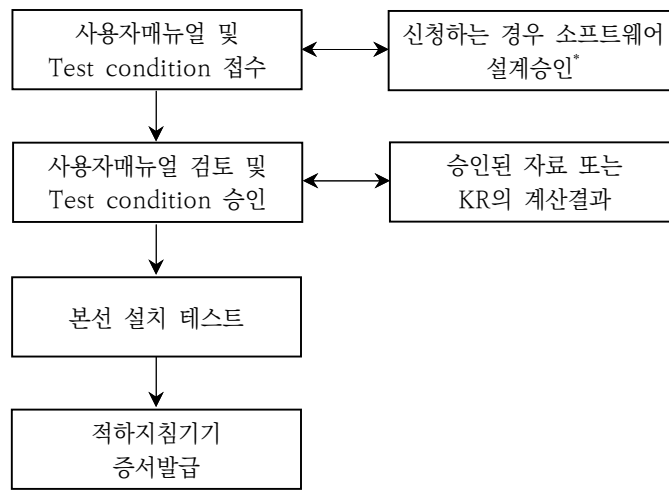 사용자매뉴얼 및
Test condition 접수
신청하는 경우 소프트웨어
설계승인*
사용자매뉴얼 검토 및
Test condition 승인
승인된 자료 또는
KR의 계산결과
본선 설치 테스트
적하지침기기
증서발급